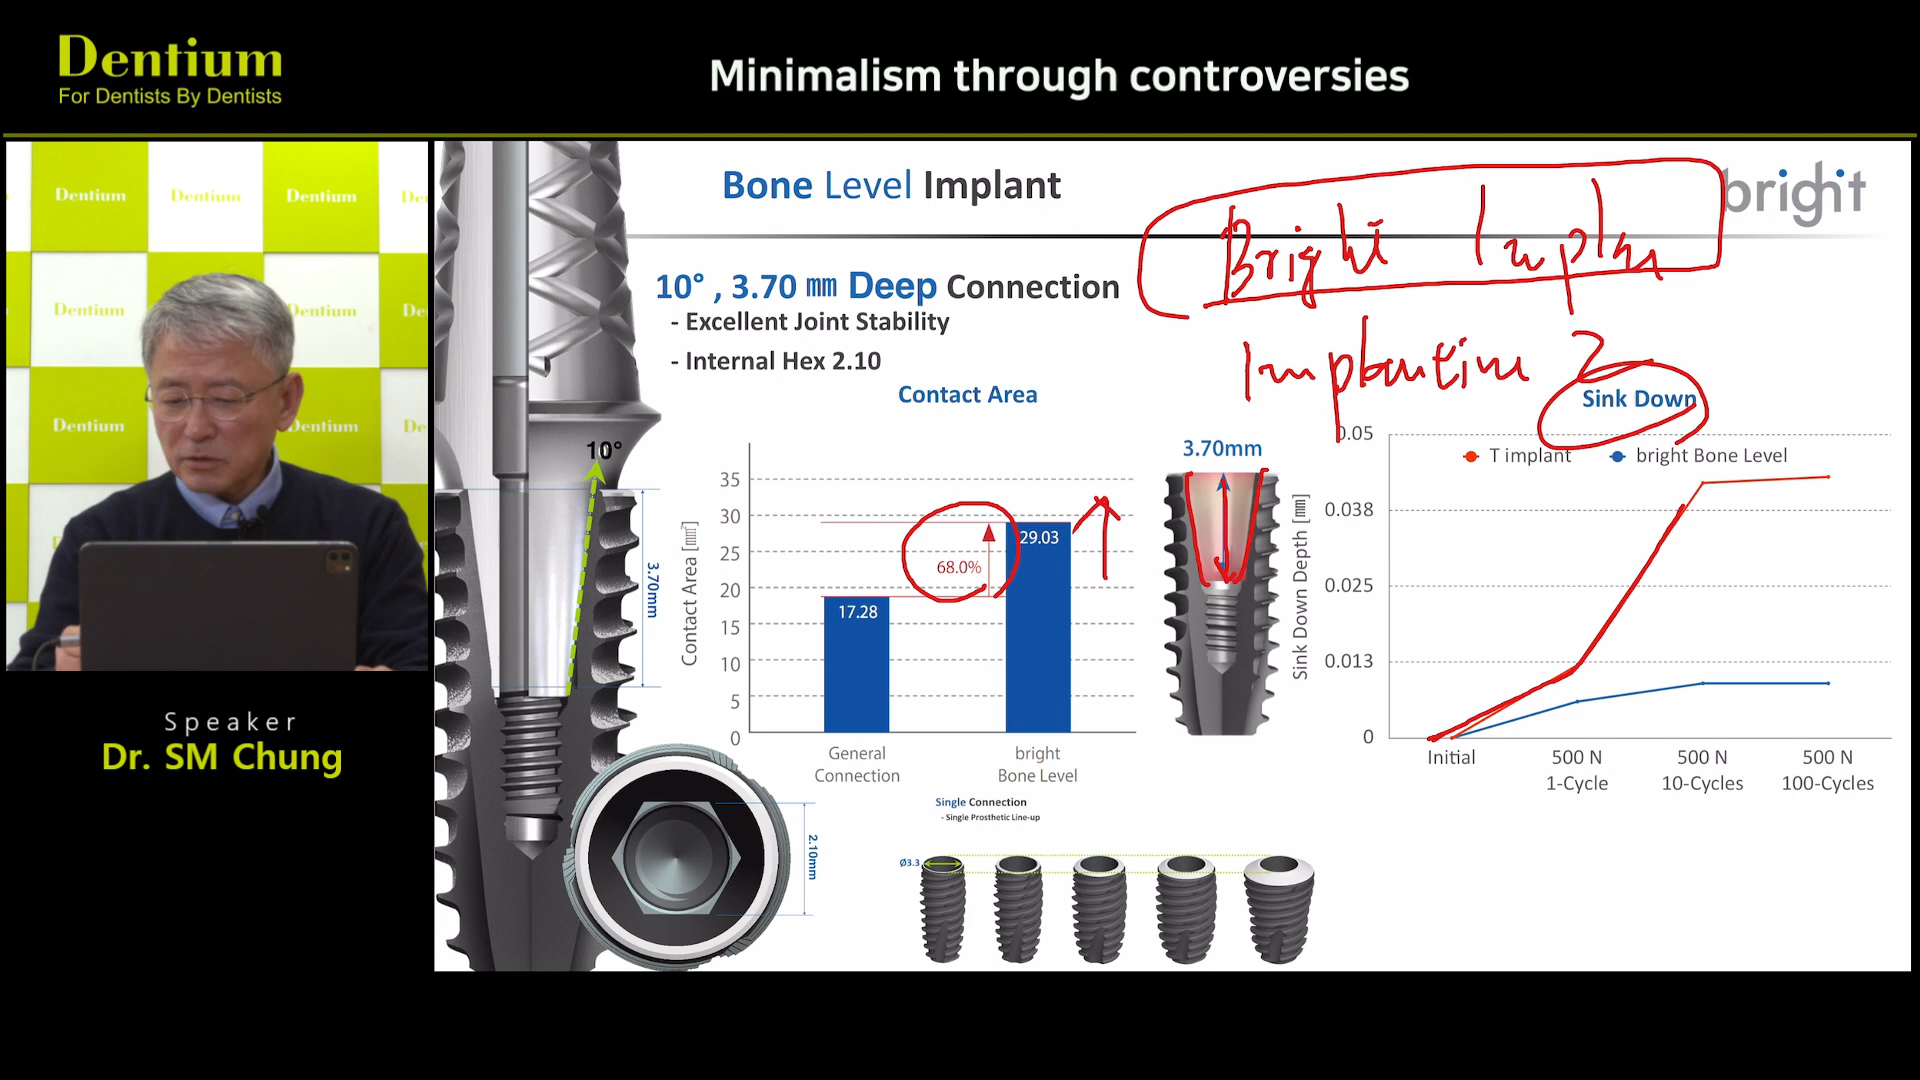 Dentium
For Dentists By Dentists
Minimalism through controversies
Dentium
Dentium
Dentium
De
Dentium
Dentium
Dentium
Dentium
Speaker
Dr. SM Chung
Bone Level Implant
bright
Bright Implan
10° , 3.70 mm Deep Connection
- Excellent Joint Stability
- Internal Hex 2.10
10°
3.70mm
2.10mm
Contact Area
Contact Area [mm²]
35
30
25
20
15
10
5
0
68.0%
17.28
29.03
General
Connection
bright
Bone Level
3.70mm
Sink Down
T implant
bright Bone Level
Sink Down Depth [mm]
0.05
0.038
0.025
0.013
0
Initial
500 N
1-Cycle
500 N
10-Cycles
500 N
100-Cycles
Single Connection
- Single Prosthetic Line-up
Ø3.3